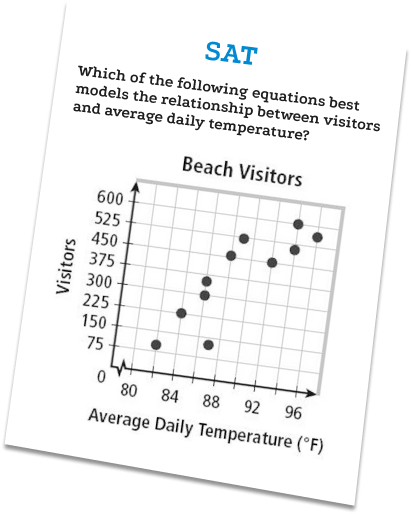 SAT
Which of the following equations best
models the relationship between visitors
and average daily temperature?
Beach Visitors
Visitors
600
525
450
375
300
225
150
75
0
80 84 88 92 96
Average Daily Temperature (°F)